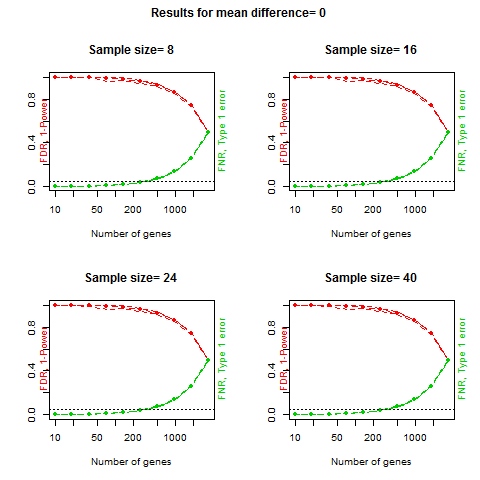 Results for mean difference= 0
Sample size= 8
FDR, 1-Power
0.0 0.4 0.8
FNR, Type 1 error
10 50 200 1000
Number of genes
Sample size= 16
FDR, 1-Power
0.0 0.4 0.8
FNR, Type 1 error
10 50 200 1000
Number of genes
Sample size= 24
FDR, 1-Power
0.0 0.4 0.8
FNR, Type 1 error
10 50 200 1000
Number of genes
Sample size= 40
FDR, 1-Power
0.0 0.4 0.8
FNR, Type 1 error
10 50 200 1000
Number of genes